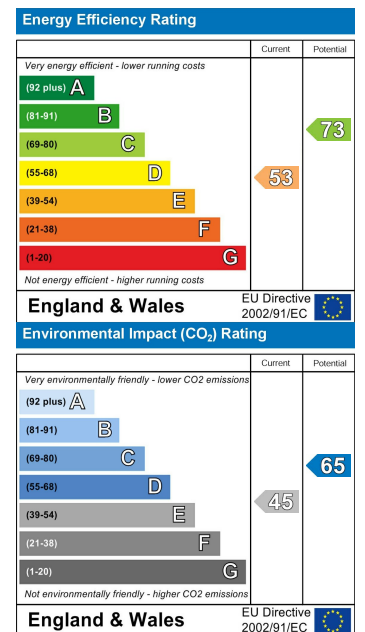 Energy Efficiency Rating
Current Potential
Very energy efficient - lower running costs
(92 plus) A
(81-91) B
(69-80) C
(55-68) D
(39-54) E
(21-38) F
(1-20) G
73
53
Not energy efficient - higher running costs
England & Wales
EU Directive
2002/91/EC
Environmental Impact (CO₂) Rating
Current Potential
Very environmentally friendly - lower CO2 emissions
(92 plus) A
(81-91) B
(69-80) C
(55-68) D
(39-54) E
(21-38) F
(1-20) G
65
45
Not environmentally friendly - higher CO2 emissions
England & Wales
EU Directive
2002/91/EC